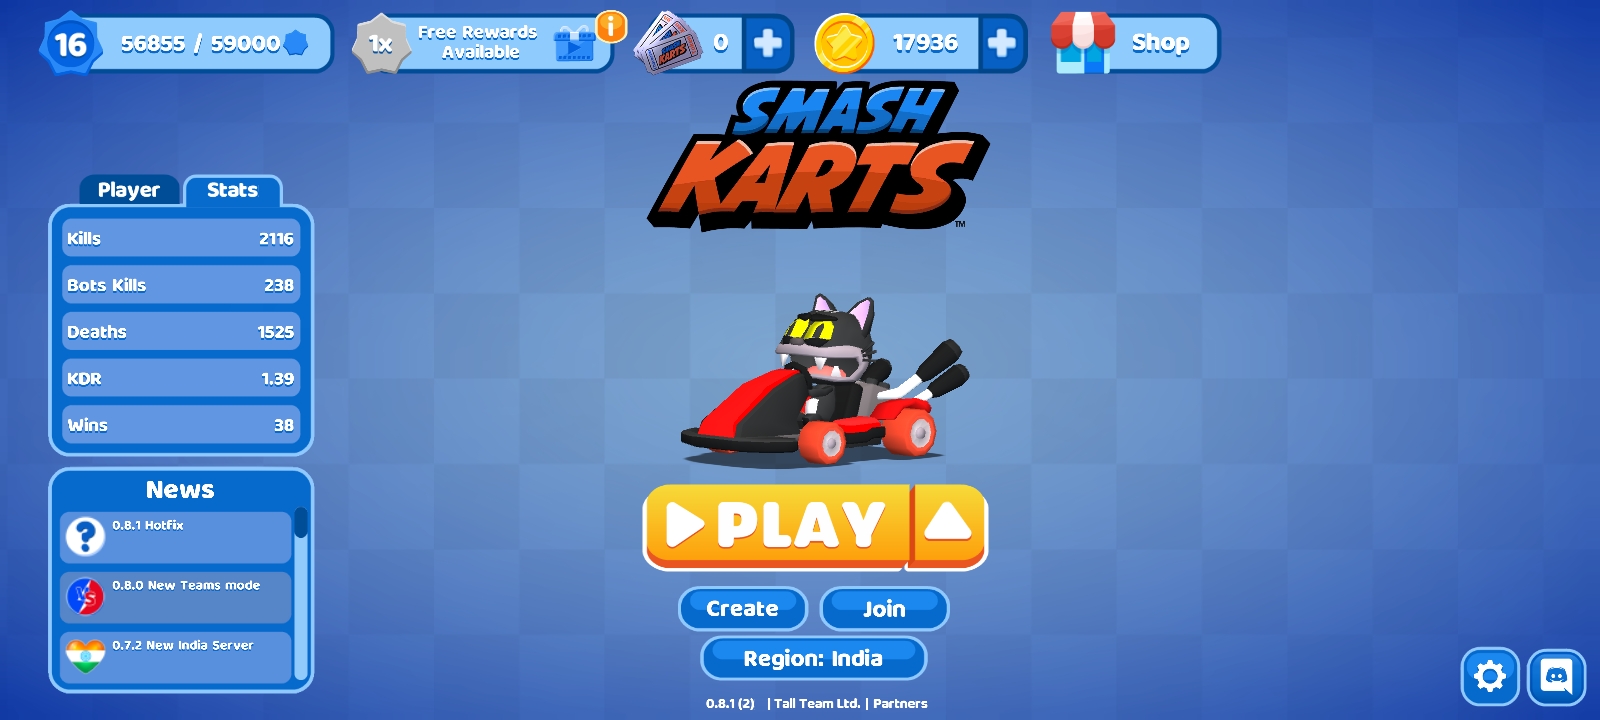 16
56855 / 59000
1x
Free Rewards
Available
i
0
17936
Shop
SMASH
KARTS
TM
Player
Stats
Kills 2116
Bots Kills 238
Deaths 1525
KDR 1.39
Wins 38
News
?
0.8.1 Hotfix
VS
0.8.0 New Teams mode
0.7.2 New India Server
PLAY
Create
Join
Region: India
0.8.1 (2) | Tall Team Ltd. | Partners